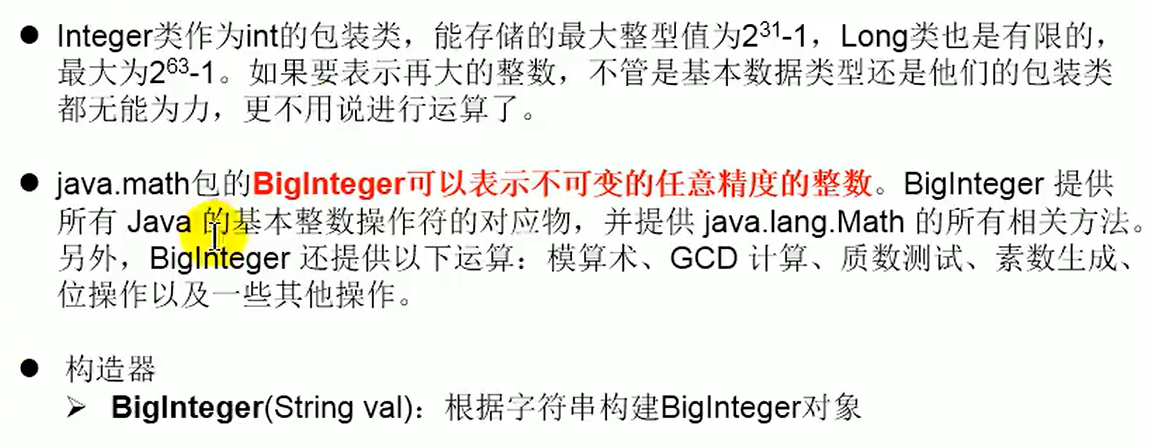 ● Integer类作为int的包装类，能存储的最大整型值为2³¹-1，Long类也是有限的，
最大为2⁶³-1。如果要表示再大的整数，不管是基本数据类型还是他们的包装类
都无能为力，更不用说进行运算了。
● java.math包的BigInteger可以表示不可变的任意精度的整数。BigInteger 提供
所有 Java 的基本整数操作符的对应物，并提供 java.lang.Math 的所有相关方法。
另外，BigInteger 还提供以下运算：模算术、GCD 计算、质数测试、素数生成、
位操作以及一些其他操作。
● 构造器
➢ BigInteger(String val)：根据字符串构建BigInteger对象